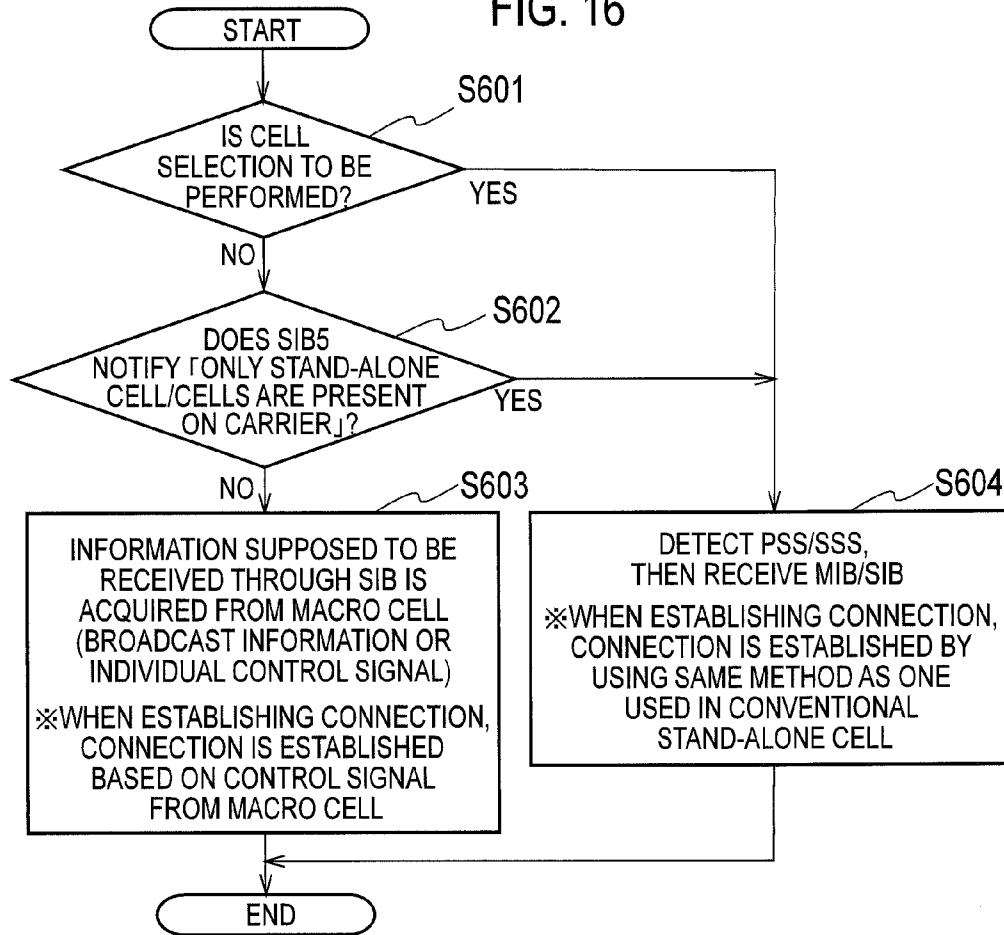 FIG. 16
START
S601
IS CELL
SELECTION TO BE
PERFORMED?
YES
NO
S602
DOES SIB5
NOTIFY「ONLY STAND-ALONE
CELL/CELLS ARE PRESENT
ON CARRIER」?
YES
NO
S603
INFORMATION SUPPOSED TO BE
RECEIVED THROUGH SIB IS
ACQUIRED FROM MACRO CELL
(BROADCAST INFORMATION OR
INDIVIDUAL CONTROL SIGNAL)
※WHEN ESTABLISHING CONNECTION,
CONNECTION IS ESTABLISHED
BASED ON CONTROL SIGNAL
FROM MACRO CELL
S604
DETECT PSS/SSS,
THEN RECEIVE MIB/SIB
※WHEN ESTABLISHING CONNECTION,
CONNECTION IS ESTABLISHED BY
USING SAME METHOD AS ONE
USED IN CONVENTIONAL
STAND-ALONE CELL
END